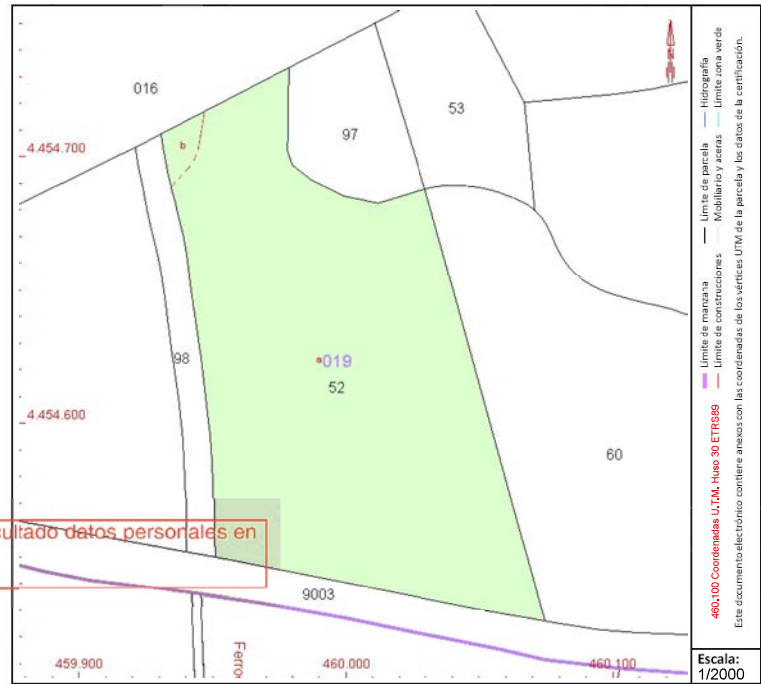 016
53
97
b
4.454.700
a 019
52
98
4.454.600
60
ultado datos personales en
9003
Ferro
459.900
460.000
460.100
460.100 Coordenadas U.T.M. Huso 30 ETRS89
Límite de manzana
Límite de parcela
Hidrografía
Límite de construcciones
Mobiliario y aceras
Límite zona verde
Este documento electrónico contiene anexos con las coordenadas de los vértices UTM de la parcela y los datos de la certificación.
Escala:
1/2000